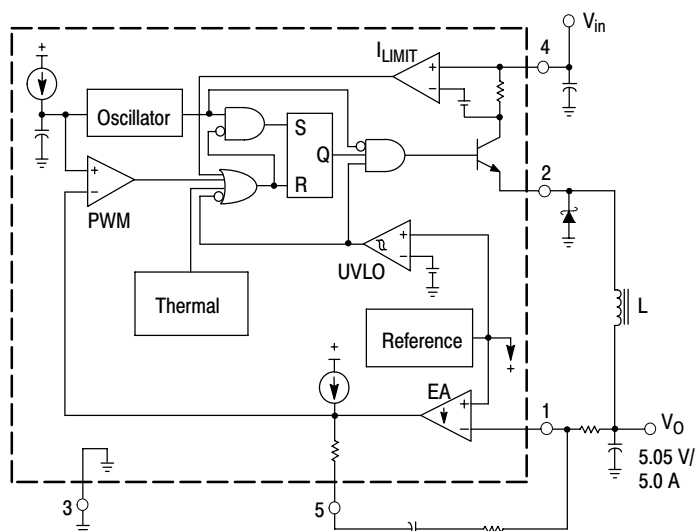 +
4
Vin
ILIMIT
+
−
Oscillator
S
Q
R
+
−
PWM
2
+
−
UVLO
Thermal
L
Reference
+
+
EA
+
−
1
VO
5.05 V/
5.0 A
3
5